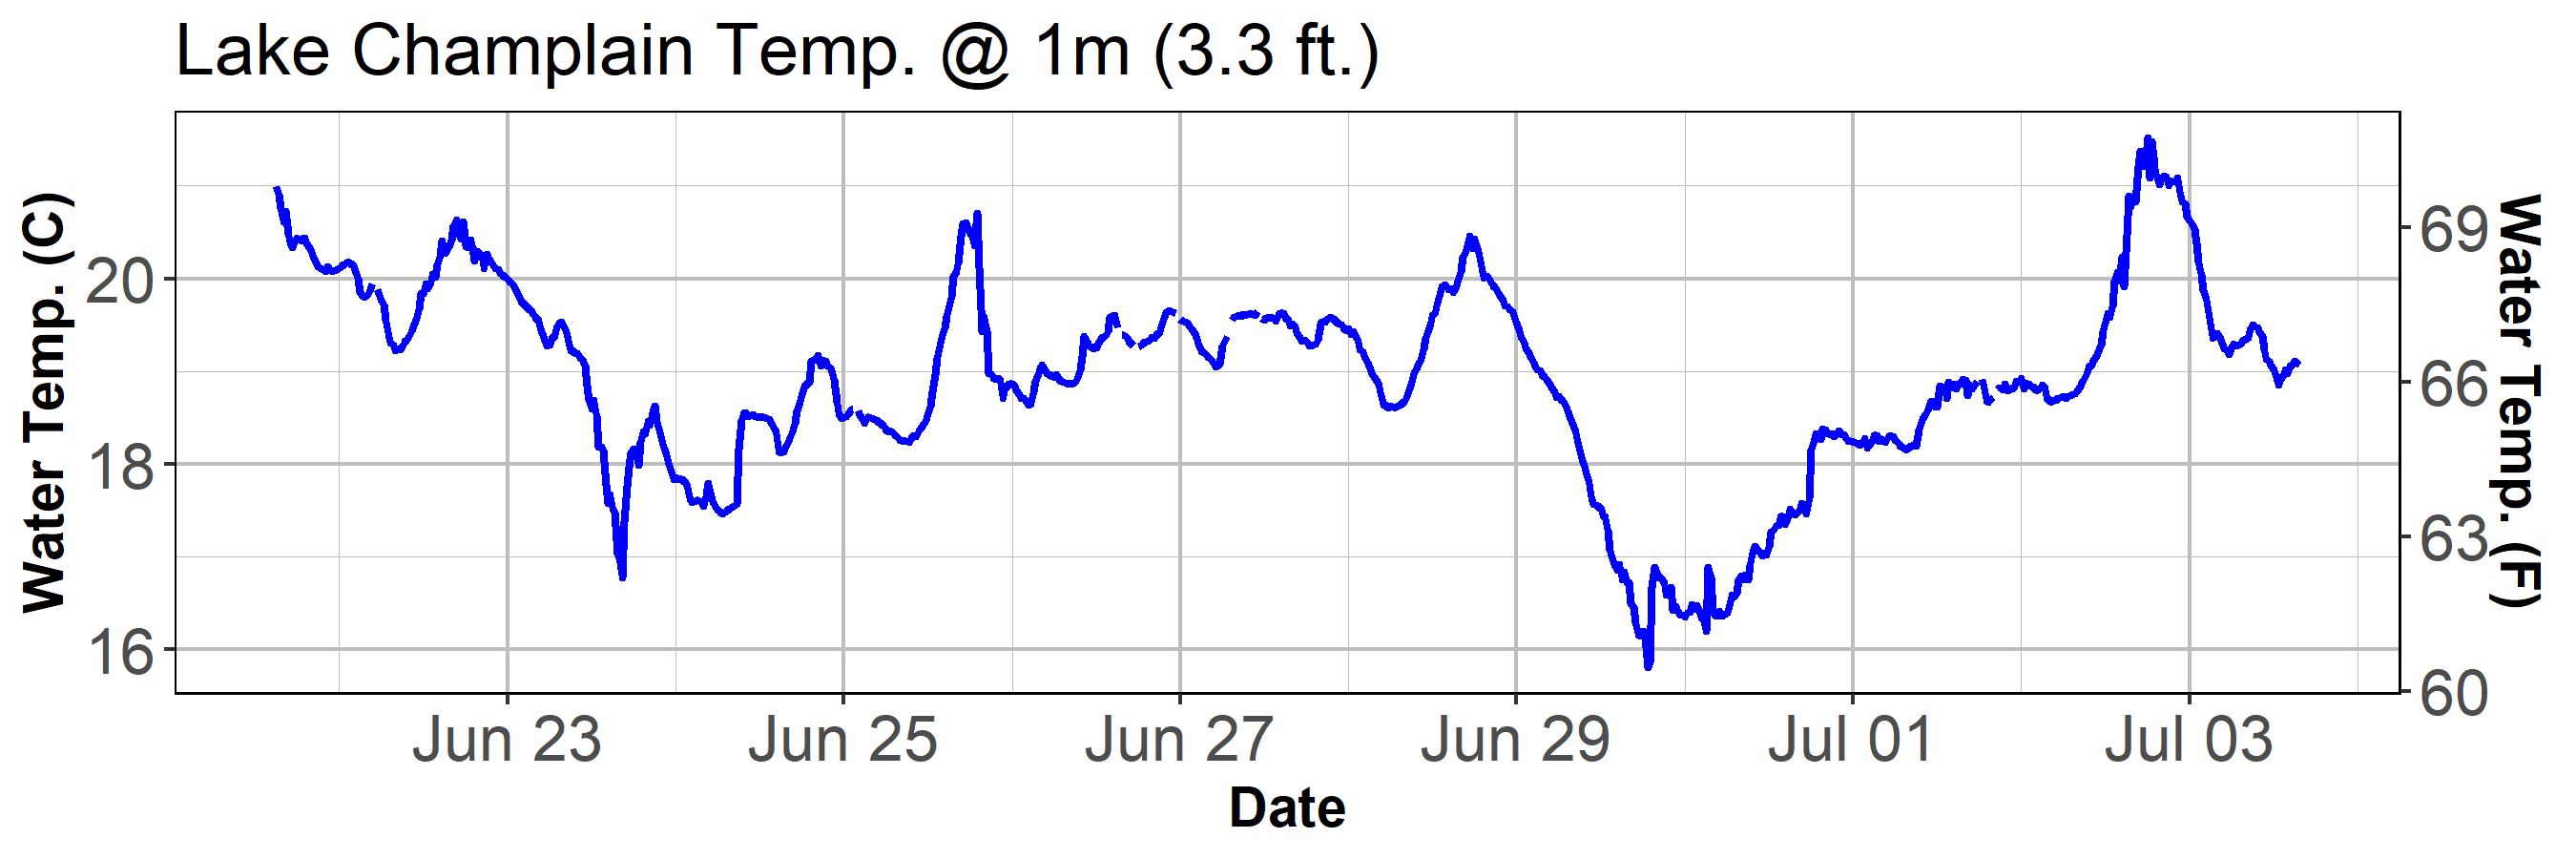 Lake Champlain Temp. @ 1m (3.3 ft.)
Water Temp. (C)
20
18
16
69
66
63
60
Water Temp. (F)
Jun 23
Jun 25
Jun 27
Jun 29
Jul 01
Jul 03
Date